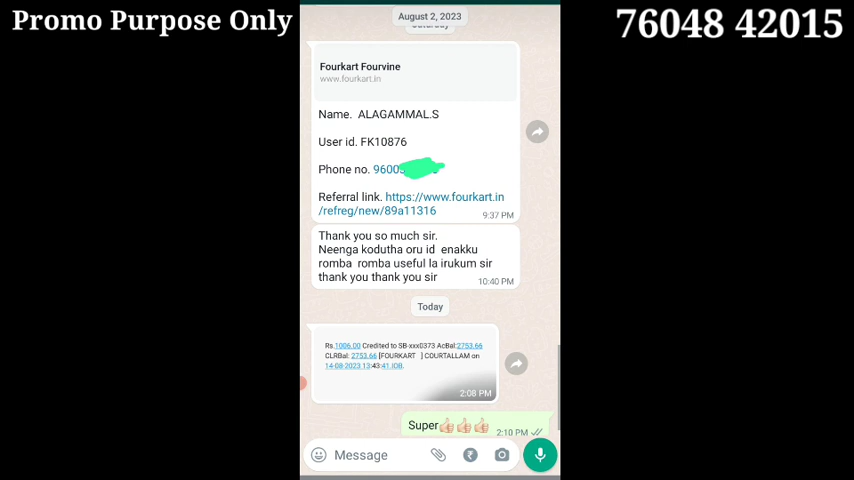 Promo Purpose Only
76048 42015
August 2, 2023
Fourkart Fourvine
www.fourkart.in
Name. ALAGAMMAL.S
User id. FK10876
Phone no. 9600
Referral link. https://www.fourkart.in
/refreg/new/89a11316
9:37 PM
Thank you so much sir.
Neenga kodutha oru id enakku
romba romba useful la irukum sir
thank you thank you sir
10:40 PM
Today
Rs.1006.00 Credited to SB-xxx0373 AcBal:2753.66
CLRBal: 2753.66 [FOURKART ] COURTALLAM on
14-08-2023 13:43:41.IOB.
2:08 PM
Super👍🏻👍🏻👍🏻
2:10 PM
Message